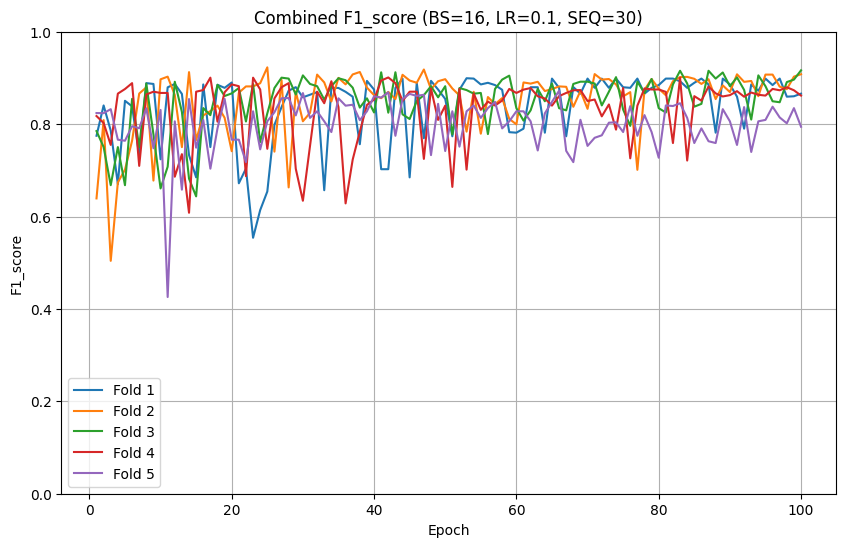 Combined F1_score (BS=16, LR=0.1, SEQ=30)
1.0
0.8
0.6
0.4
0.2
0.0
F1_score
Fold 1
Fold 2
Fold 3
Fold 4
Fold 5
0 20 40 60 80 100
Epoch